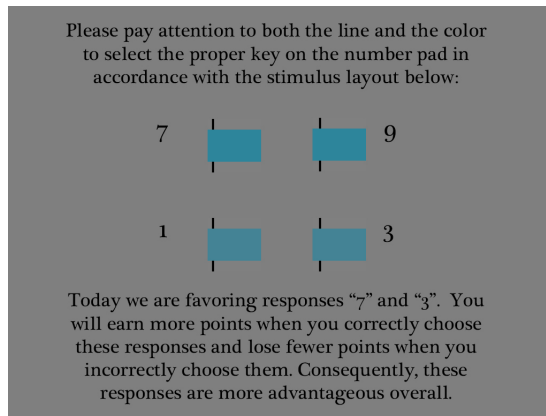 Please pay attention to both the line and the color
to select the proper key on the number pad in
accordance with the stimulus layout below:
7 9
1 3
Today we are favoring responses “7” and “3”. You
will earn more points when you correctly choose
these responses and lose fewer points when you
incorrectly choose them. Consequently, these
responses are more advantageous overall.